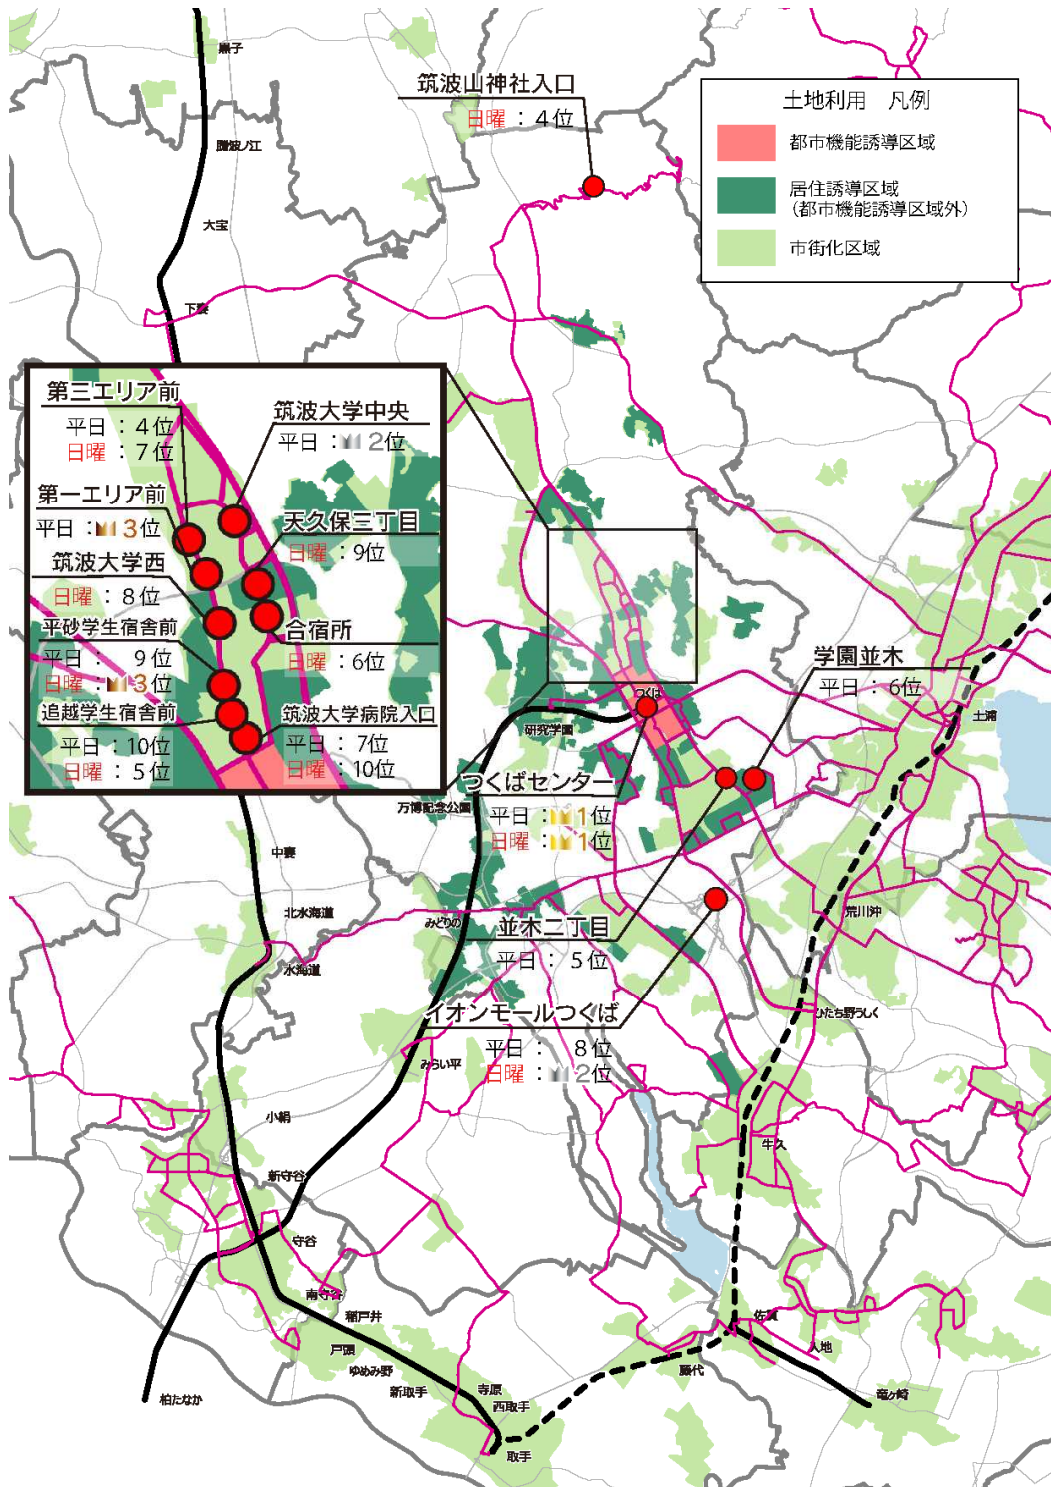 黒子
筑波山神社入口
日曜：4位
土地利用　凡例
都市機能誘導区域
居住誘導区域
(都市機能誘導区域外)
市街化区域
騰波ノ江
大宝
下妻
第三エリア前
平日：4位
日曜：7位
筑波大学中央
平日：2位
第一エリア前
平日：3位
天久保三丁目
日曜：9位
筑波大学西
日曜：8位
平砂学生宿舎前
平日：9位
日曜：3位
合宿所
日曜：6位
追越学生宿舎前
平日：10位
日曜：5位
筑波大学病院入口
平日：7位
日曜：10位
学園並木
平日：6位
つくば
土浦
研究学園
つくばセンター
平日：1位
日曜：1位
万博記念公園
中妻
北水海道
水海道
みどりの
並木二丁目
平日：5位
荒川沖
イオンモールつくば
平日：8位
日曜：2位
ひたち野うしく
みらい平
小絹
牛久
新守谷
守谷
南守谷
稲戸井
戸頭
ゆめみ野
新取手
寺原
西取手
取手
柏たなか
佐貫
入地
藤代
竜ヶ崎